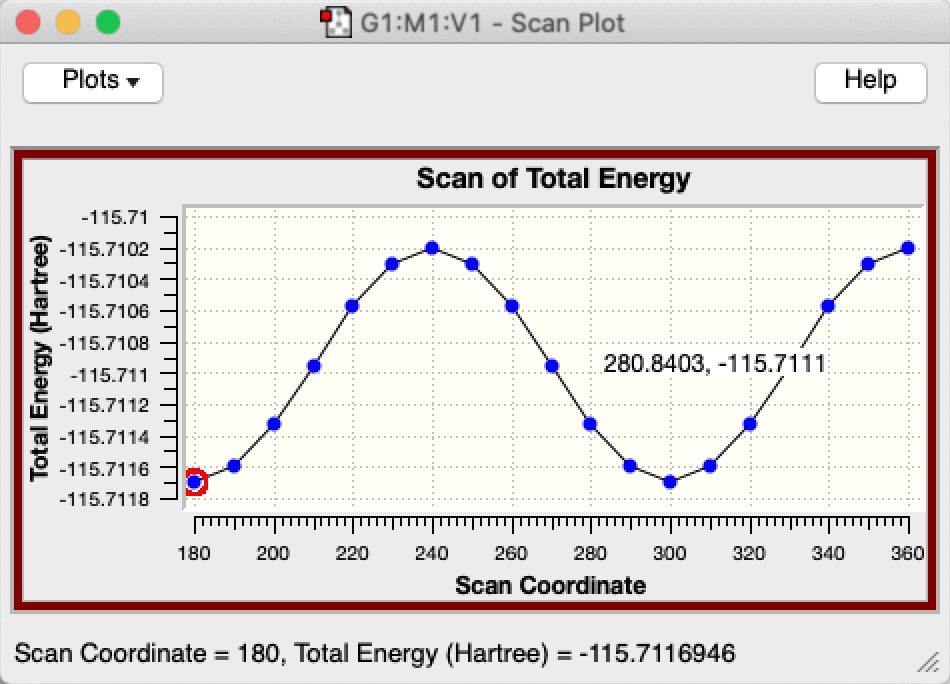 G1:M1:V1 - Scan Plot
Plots
Help
Scan of Total Energy
Total Energy (Hartree)
-115.71
-115.7102
-115.7104
-115.7106
-115.7108
-115.711
-115.7112
-115.7114
-115.7116
-115.7118
280.8403, -115.7111
180 200 220 240 260 280 300 320 340 360
Scan Coordinate
Scan Coordinate = 180, Total Energy (Hartree) = -115.7116946